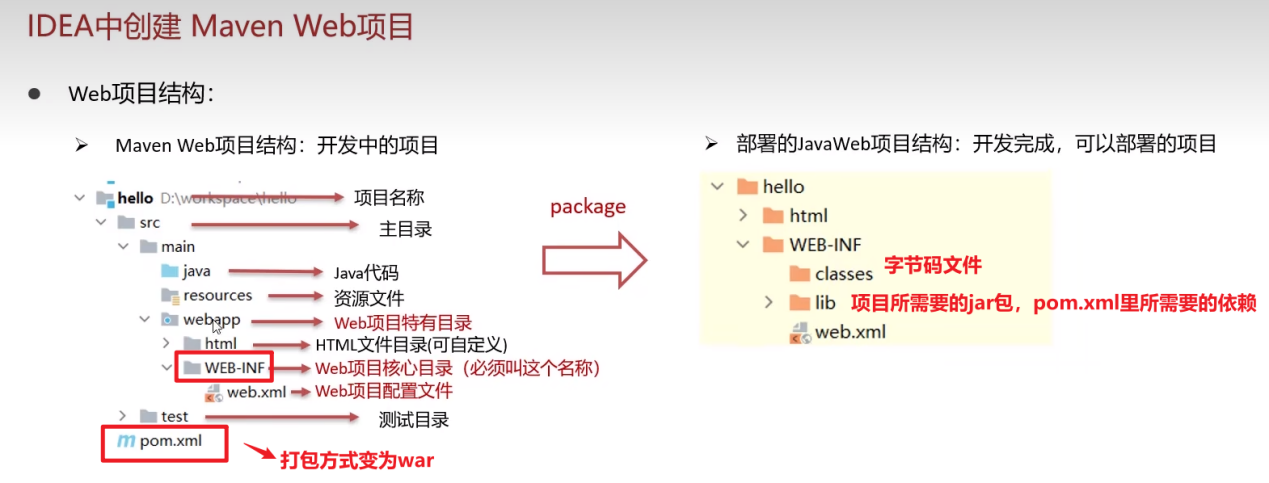 IDEA中创建 Maven Web项目
Web项目结构：
Maven Web项目结构：开发中的项目
hello D:\workspace\hello 项目名称
src 主目录
main
java Java代码
resources 资源文件
webapp Web项目特有目录
html HTML文件目录(可自定义)
WEB-INF Web项目核心目录（必须叫这个名称）
web.xml Web项目配置文件
test 测试目录
pom.xml
打包方式变为war
package
部署的JavaWeb项目结构：开发完成，可以部署的项目
hello
html
WEB-INF
classes 字节码文件
lib 项目所需要的jar包，pom.xml里所需要的依赖
web.xml